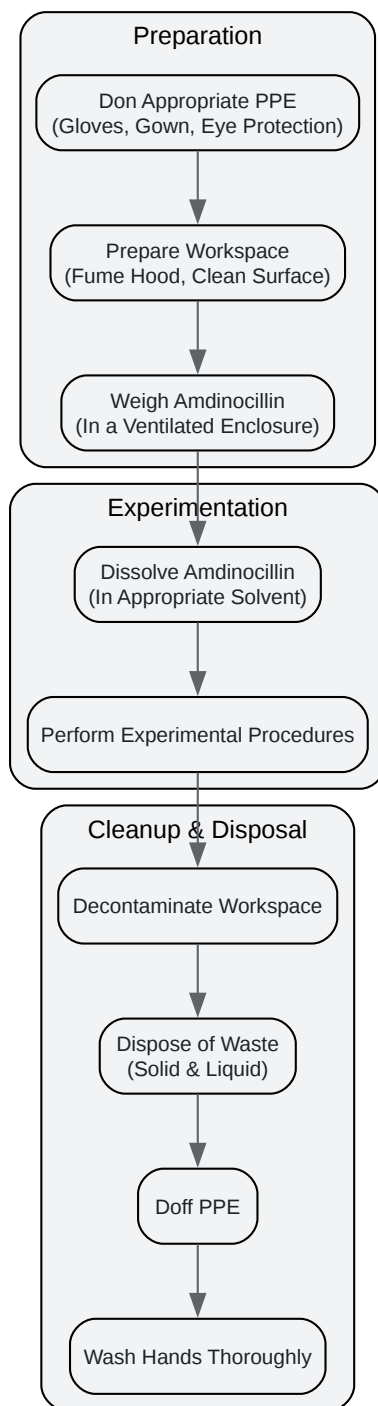 Preparation
Don Appropriate PPE
(Gloves, Gown, Eye Protection)
Prepare Workspace
(Fume Hood, Clean Surface)
Weigh Amdinocillin
(In a Ventilated Enclosure)
Experimentation
Dissolve Amdinocillin
(In Appropriate Solvent)
Perform Experimental Procedures
Cleanup & Disposal
Decontaminate Workspace
Dispose of Waste
(Solid & Liquid)
Doff PPE
Wash Hands Thoroughly